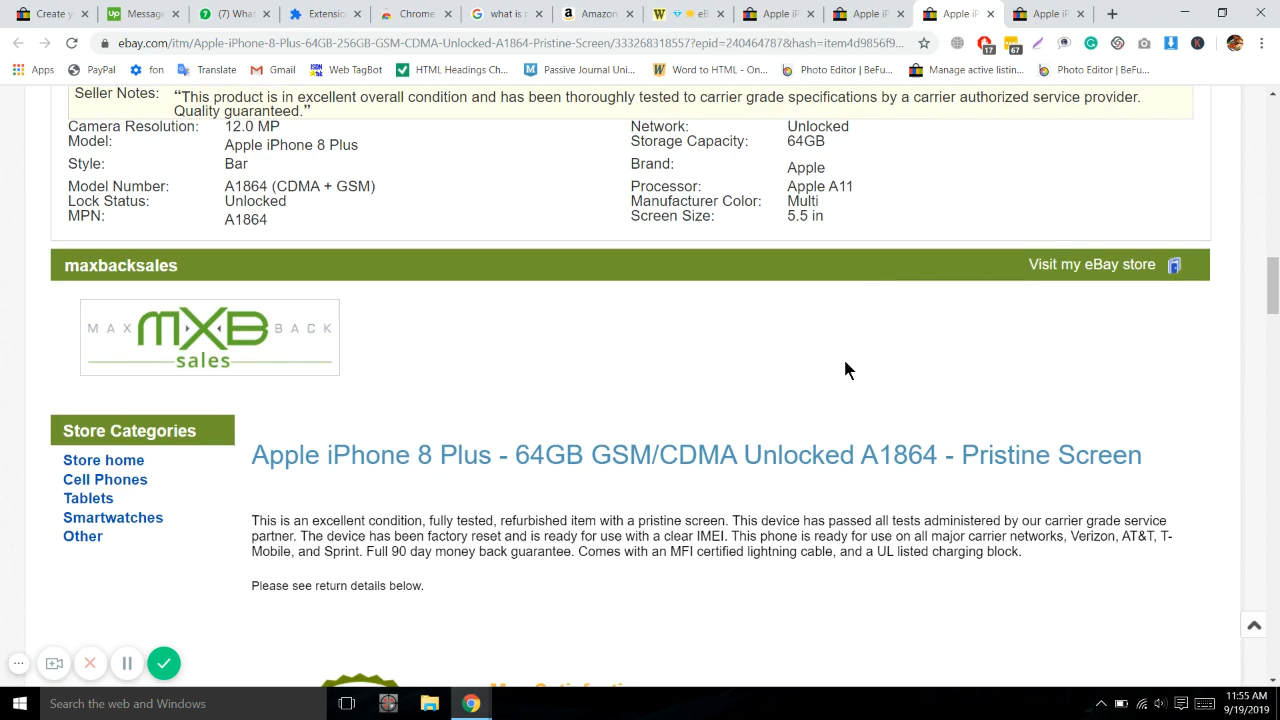 Create y
Message
What
Extension
Chrome
what is r
Amazon
eB
Apple iP
Apple iP
Apple iP
Apple iP
ebay.com/itm/Apple-iPhone-8-Plus-64GB-256GB-GSM-CDMA-Unlocked-A1864-Pristine-Screen/333268318557?epid=240464787&hash=item4d9856f9...
17
67
Apps
PayPal
fon
Translate
Gmail
Web TagBot
HTML Headings Ch...
Passive Journal Uni...
Word to HTML - On...
Photo Editor | BeFu...
Manage active listin...
Photo Editor | BeFu...
Seller Notes: “This product is in excellent overall condition and has been thoroughly tested to carrier grade specifications by a carrier authorized service provider.
Quality guaranteed.”
Camera Resolution: 12.0 MP Network: Unlocked
Model: Apple iPhone 8 Plus Storage Capacity: 64GB
Style: Bar Brand: Apple
Model Number: A1864 (CDMA + GSM) Processor: Apple A11
Lock Status: Unlocked Manufacturer Color: Multi
MPN: A1864 Screen Size: 5.5 in
maxbacksales Visit my eBay store
MAX MXB BACK
sales
Store Categories
Store home
Cell Phones
Tablets
Smartwatches
Other
Apple iPhone 8 Plus - 64GB GSM/CDMA Unlocked A1864 - Pristine Screen
This is an excellent condition, fully tested, refurbished item with a pristine screen. This device has passed all tests administered by our carrier grade service
partner. The device has been factory reset and is ready for use with a clear IMEI. This phone is ready for use on all major carrier networks, Verizon, AT&T, T-
Mobile, and Sprint. Full 90 day money back guarantee. Comes with an MFI certified lightning cable, and a UL listed charging block.
Please see return details below.
Search the web and Windows
11:55 AM
9/19/2019